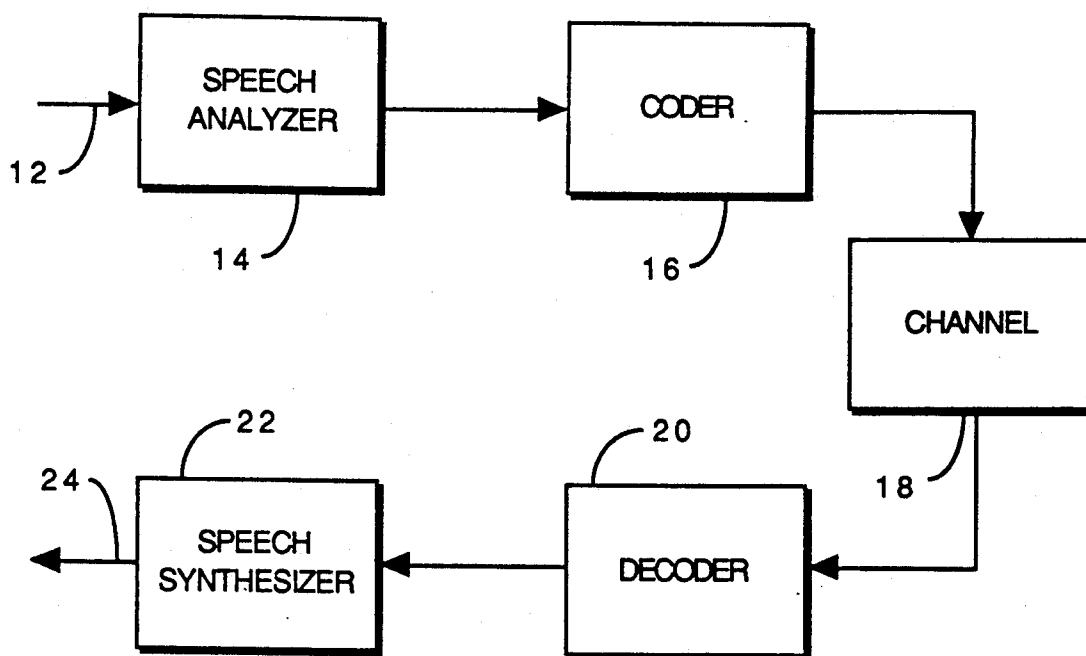 SPEECH
ANALYZER
CODER
12
14
16
CHANNEL
22
20
18
24
SPEECH
SYNTHESIZER
DECODER